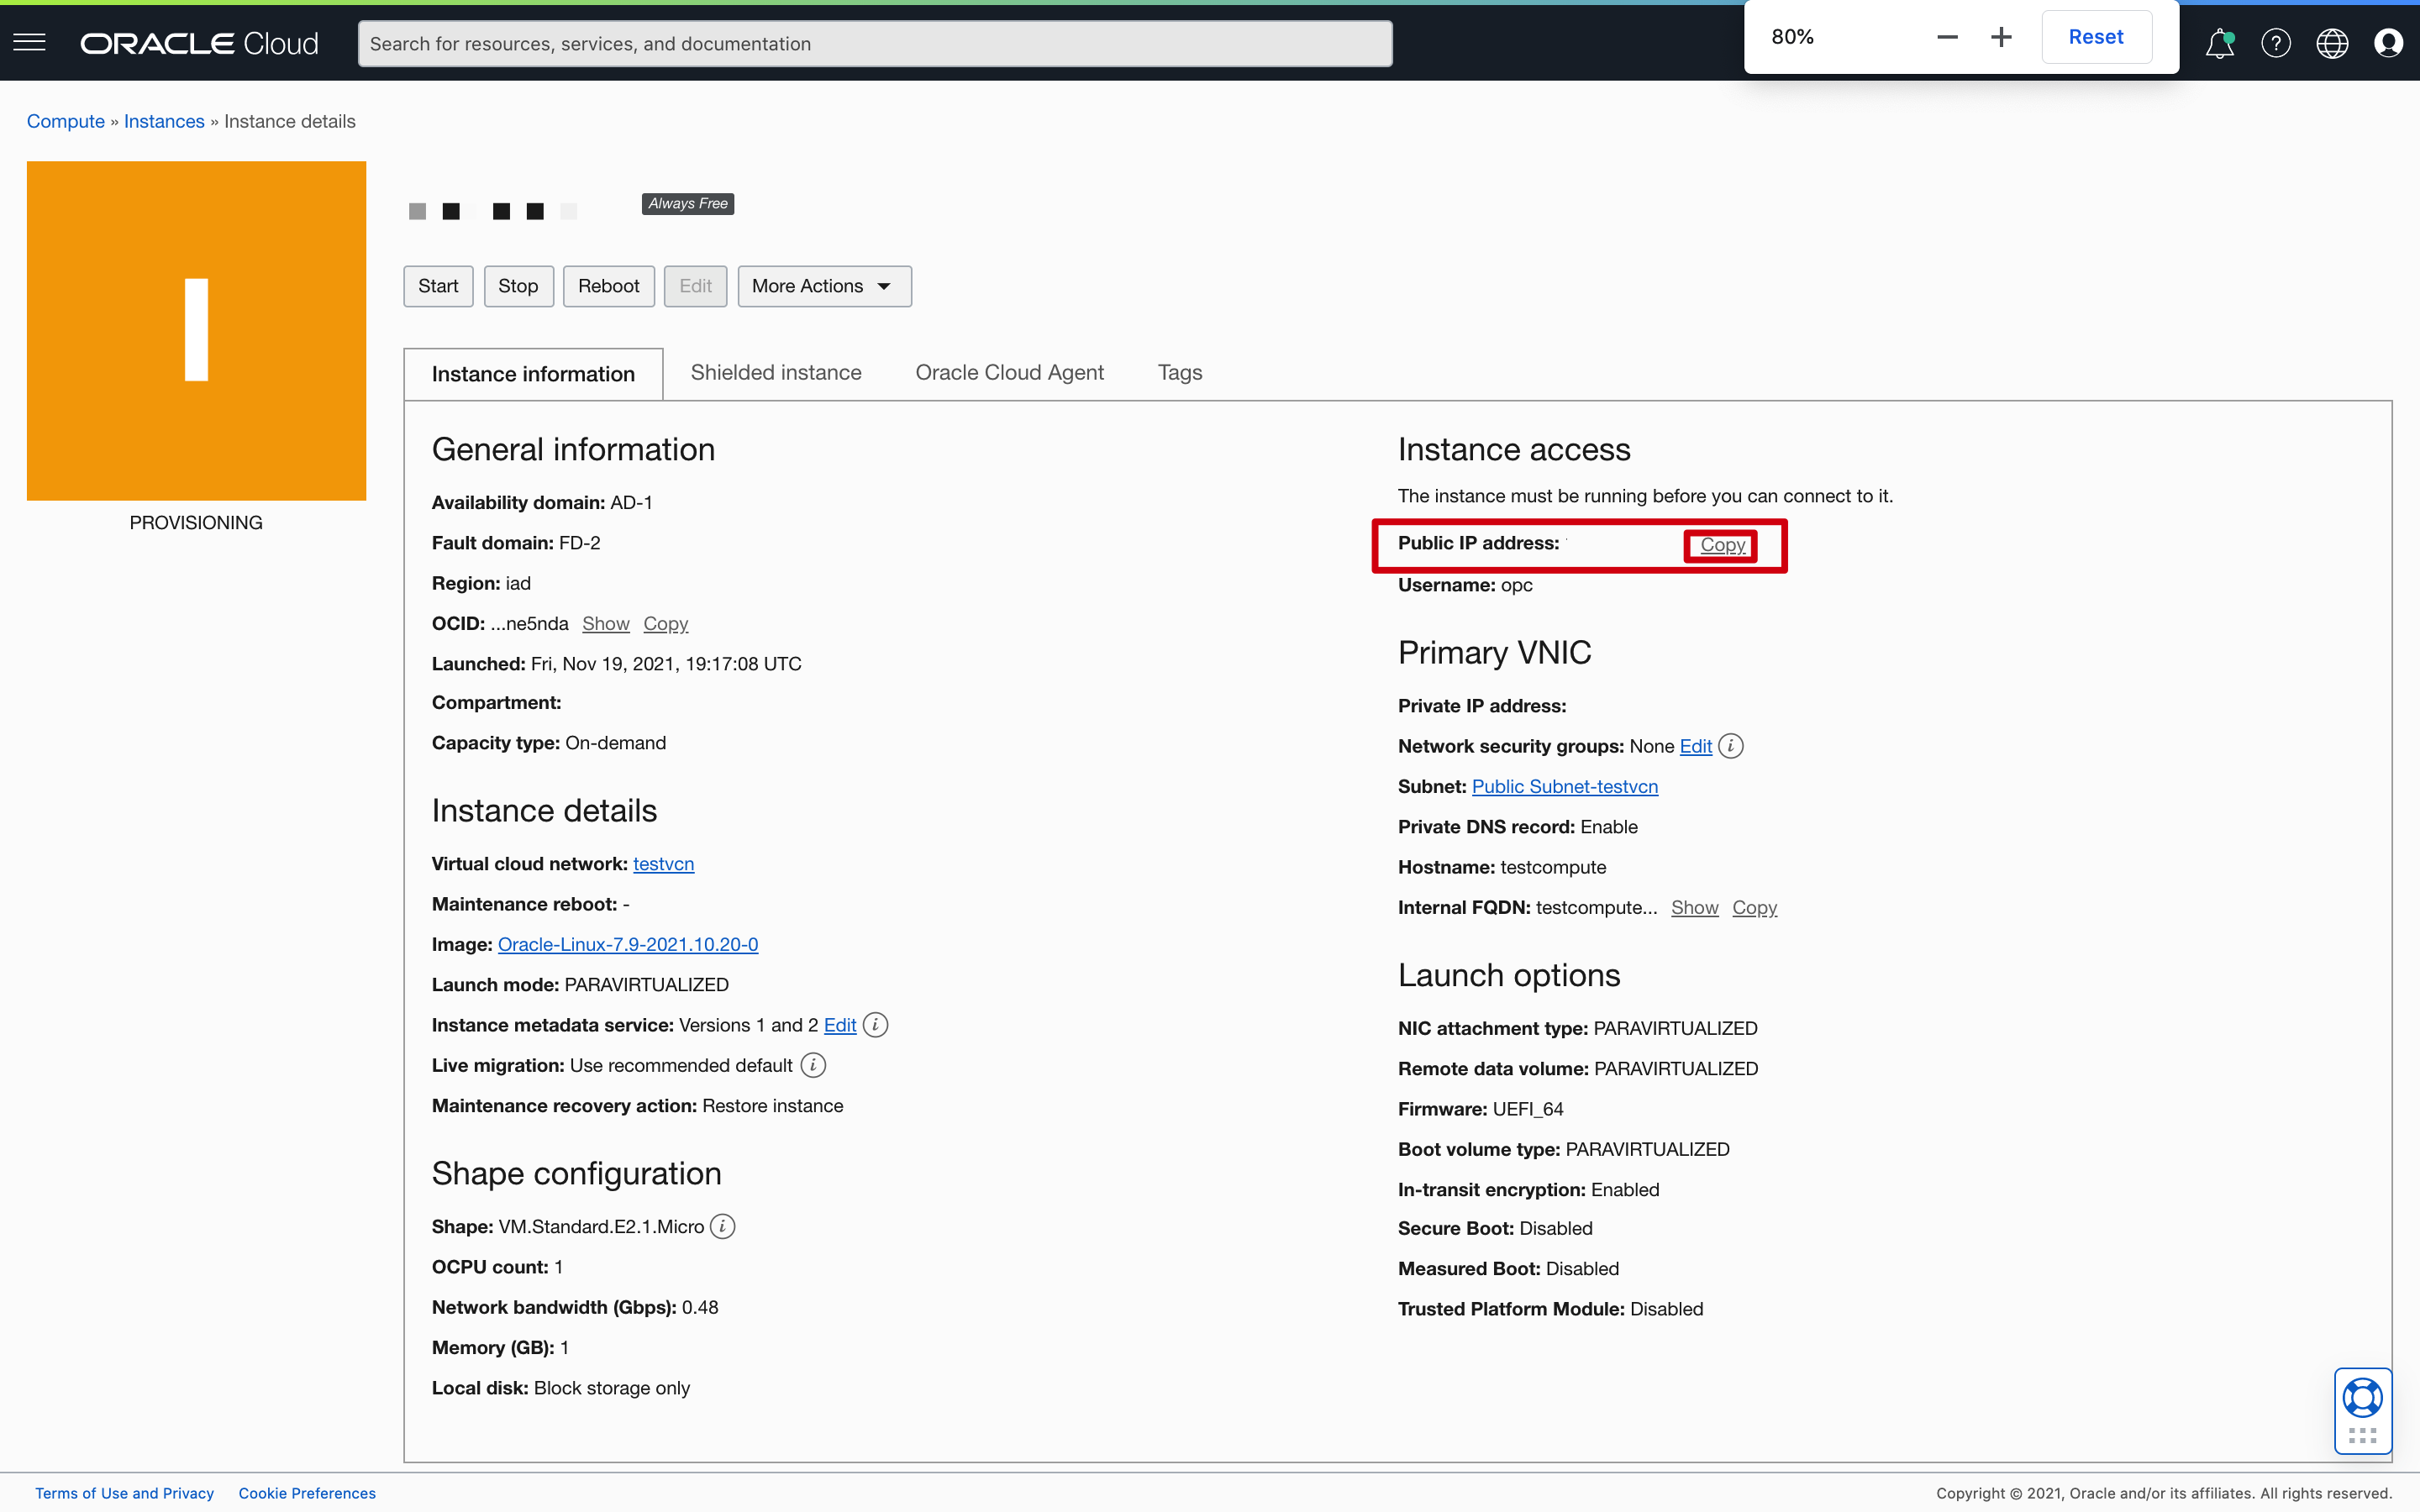 ORACLE Cloud
Search for resources, services, and documentation
80%
Reset
Compute » Instances » Instance details
I
PROVISIONING
Always Free
Start Stop Reboot Edit More Actions
Instance information Shielded instance Oracle Cloud Agent Tags
General information
Availability domain: AD-1
Fault domain: FD-2
Region: iad
OCID: ...ne5nda Show Copy
Launched: Fri, Nov 19, 2021, 19:17:08 UTC
Compartment:
Capacity type: On-demand
Instance details
Virtual cloud network: testvcn
Maintenance reboot: -
Image: Oracle-Linux-7.9-2021.10.20-0
Launch mode: PARAVIRTUALIZED
Instance metadata service: Versions 1 and 2 Edit
Live migration: Use recommended default
Maintenance recovery action: Restore instance
Shape configuration
Shape: VM.Standard.E2.1.Micro
OCPU count: 1
Network bandwidth (Gbps): 0.48
Memory (GB): 1
Local disk: Block storage only
Instance access
The instance must be running before you can connect to it.
Public IP address: Copy
Username: opc
Primary VNIC
Private IP address:
Network security groups: None Edit
Subnet: Public Subnet-testvcn
Private DNS record: Enable
Hostname: testcompute
Internal FQDN: testcompute... Show Copy
Launch options
NIC attachment type: PARAVIRTUALIZED
Remote data volume: PARAVIRTUALIZED
Firmware: UEFI_64
Boot volume type: PARAVIRTUALIZED
In-transit encryption: Enabled
Secure Boot: Disabled
Measured Boot: Disabled
Trusted Platform Module: Disabled
Terms of Use and Privacy Cookie Preferences
Copyright © 2021, Oracle and/or its affiliates. All rights reserved.